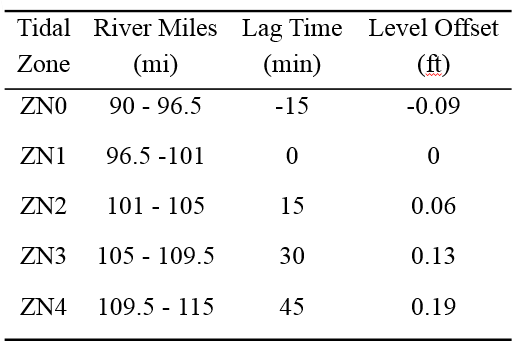 Tidal River Miles Lag Time Level Offset
Zone (mi) (min) (ft)
ZN0 90 - 96.5 -15 -0.09
ZN1 96.5 -101 0 0
ZN2 101 - 105 15 0.06
ZN3 105 - 109.5 30 0.13
ZN4 109.5 - 115 45 0.19